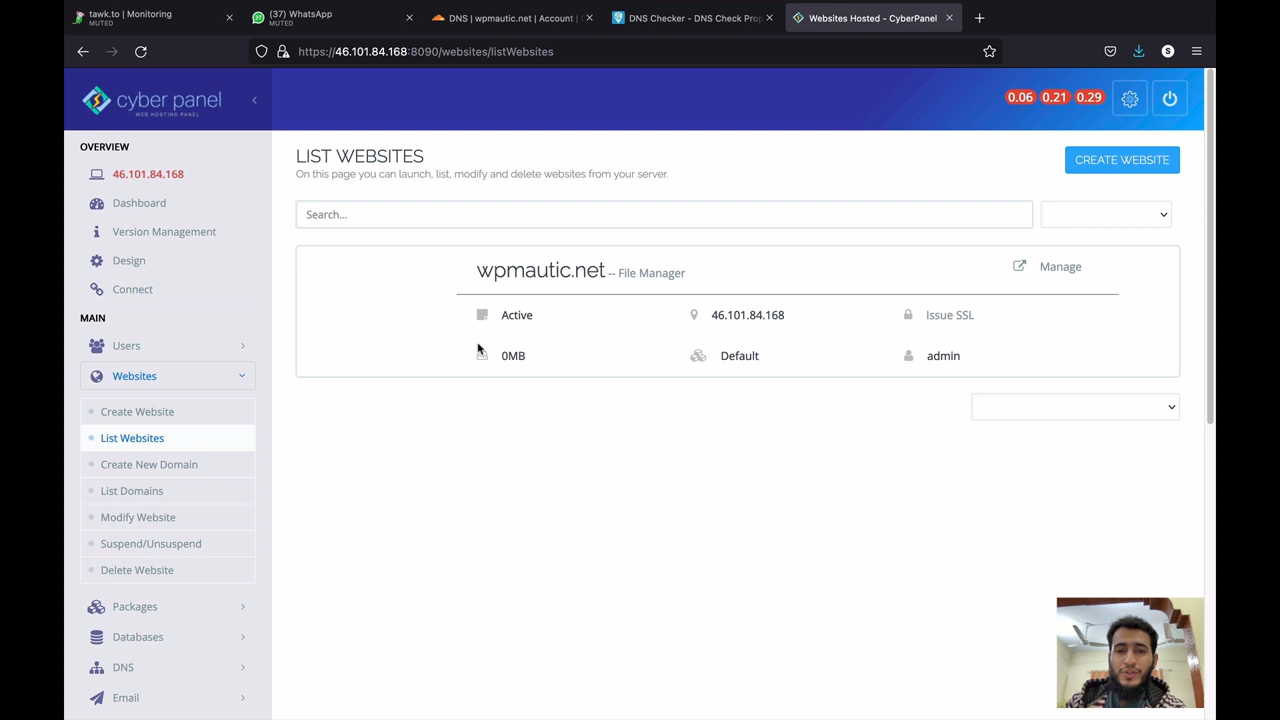 tawk.to | Monitoring
MUTED
(37) WhatsApp
MUTED
DNS | wpmautic.net | Account |
DNS Checker - DNS Check Prop
Websites Hosted - CyberPanel
https://46.101.84.168:8090/websites/listWebsites
S
cyber panel
WEB HOSTING PANEL
0.06 0.21 0.29
OVERVIEW
46.101.84.168
Dashboard
Version Management
Design
Connect
MAIN
Users
Websites
Create Website
List Websites
Create New Domain
List Domains
Modify Website
Suspend/Unsuspend
Delete Website
Packages
Databases
DNS
Email
LIST WEBSITES
On this page you can launch, list, modify and delete websites from your server.
CREATE WEBSITE
Search...
wpmautic.net -- File Manager
Manage
Active
46.101.84.168
Issue SSL
0MB
Default
admin